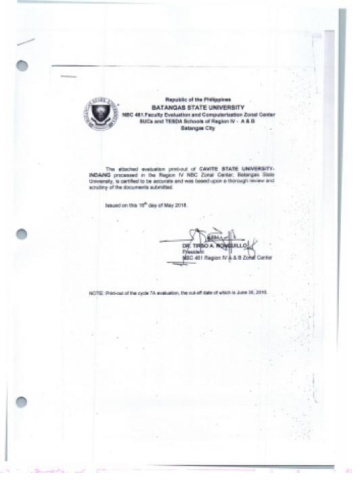 Republic of the Philippines
BATANGAS STATE UNIVERSITY
NBC 461 Faculty Evaluation and Computerization Zonal Center
SUCs and TESDA Schools of Region IV - A & B
Batangas City
The attached evaluation print-out of CAVITE STATE UNIVERSITY-
INDANG processed in the Region IV NBC Zonal Center, Batangas State
University, is certified to be accurate and was based upon a thorough review and
scrutiny of the documents submitted.
Issued on this 16th day of May 2018.
DR. TIRSO A. RONQUILLO
President
NBC 461 Region IV A & B Zonal Center
NOTE: Print-out of the cycle 7A evaluation, the cut off date of which is June 30, 2016.